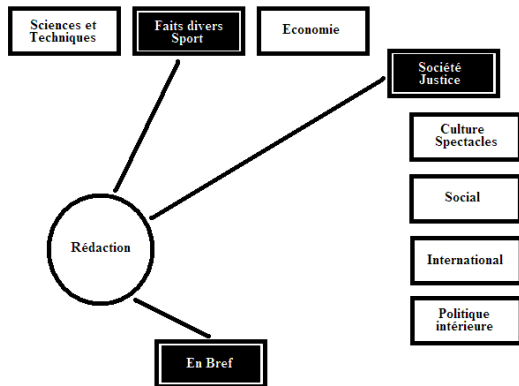 Sciences et
Techniques
Faits divers
Sport
Economie
Société
Justice
Culture
Spectacles
Social
Rédaction
International
Politique
intérieure
En Bref